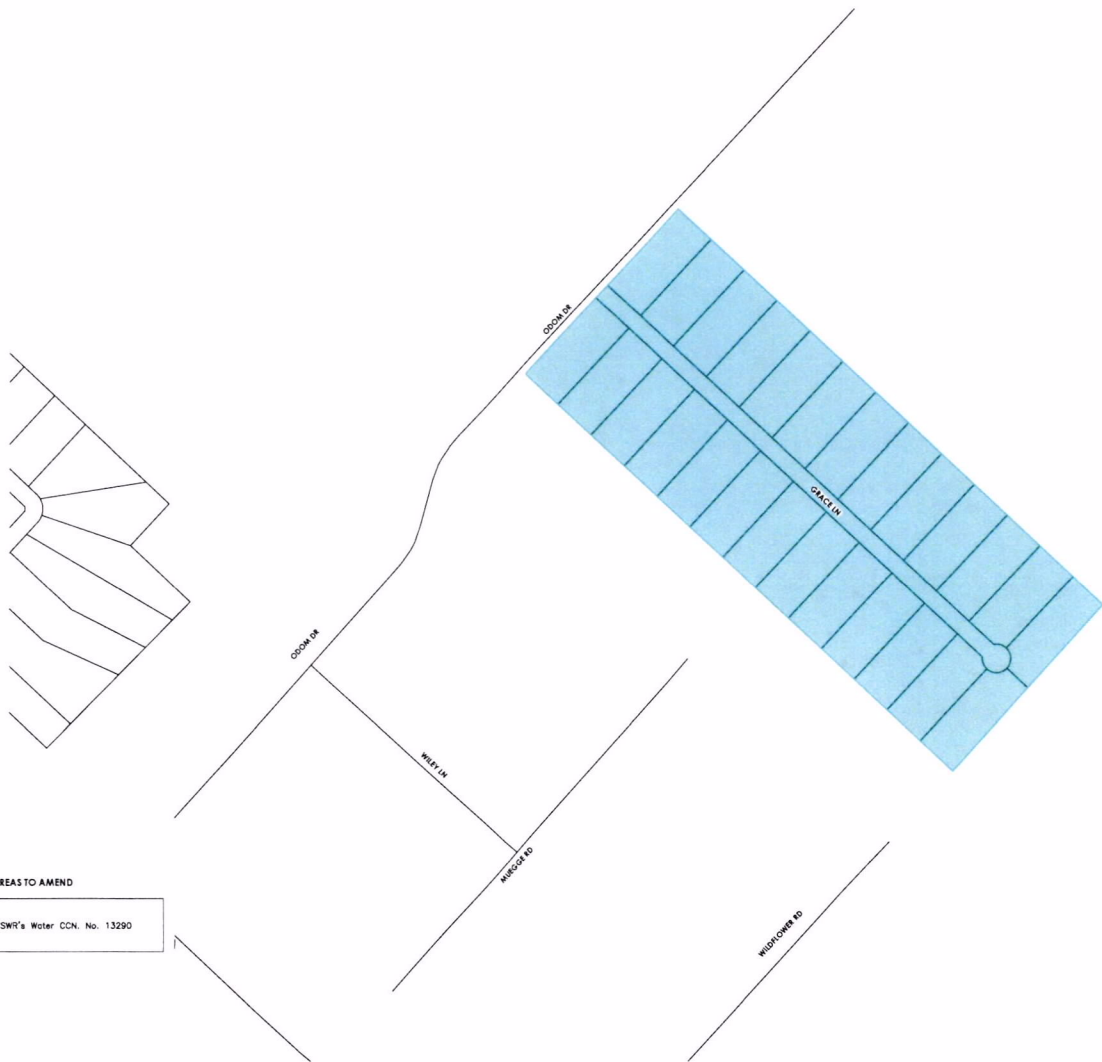 ODOM DR
GRACE LN
ODOM DR
WILEY LN
MUEGGE RD
REAS TO AMEND
SWR's Water CCN. No. 13290
WILDFLOWER RD